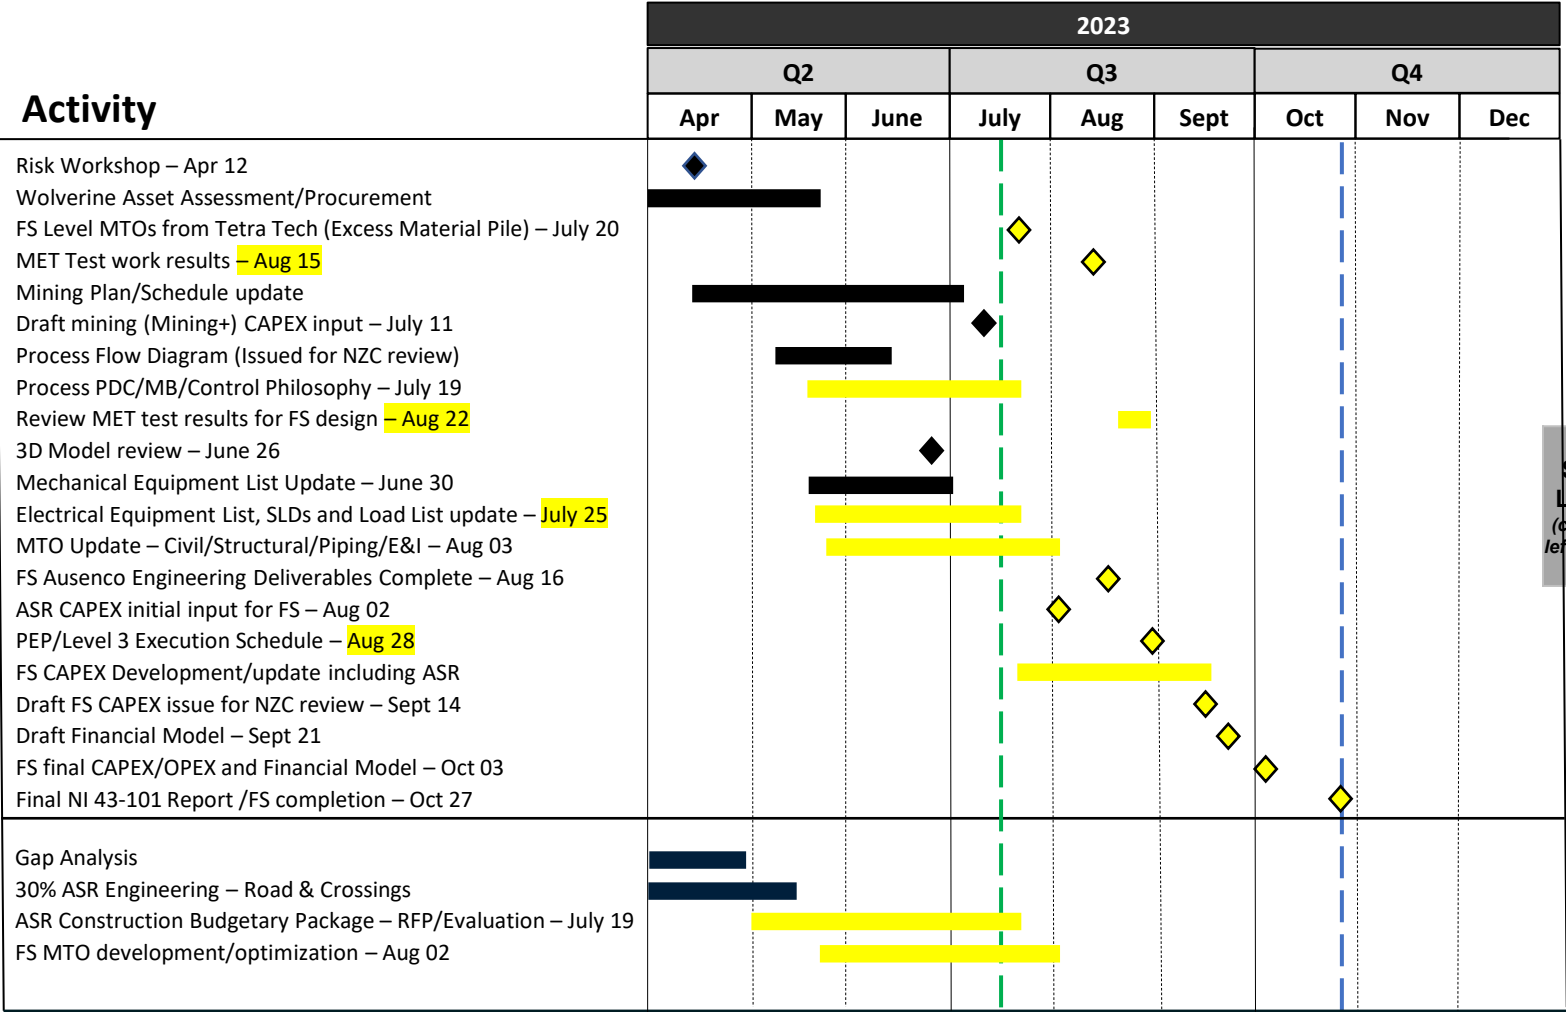 2023
Q2 Q3 Q4
Activity
Apr May June July Aug Sept Oct Nov Dec
Risk Workshop – Apr 12
Wolverine Asset Assessment/Procurement
FS Level MTOs from Tetra Tech (Excess Material Pile) – July 20
MET Test work results – Aug 15
Mining Plan/Schedule update
Draft mining (Mining+) CAPEX input – July 11
Process Flow Diagram (Issued for NZC review)
Process PDC/MB/Control Philosophy – July 19
Review MET test results for FS design – Aug 22
3D Model review – June 26
Mechanical Equipment List Update – June 30
Electrical Equipment List, SLDs and Load List update – July 25
MTO Update – Civil/Structural/Piping/E&I – Aug 03
FS Ausenco Engineering Deliverables Complete – Aug 16
ASR CAPEX initial input for FS – Aug 02
PEP/Level 3 Execution Schedule – Aug 28
FS CAPEX Development/update including ASR
Draft FS CAPEX issue for NZC review – Sept 14
Draft Financial Model – Sept 21
FS final CAPEX/OPEX and Financial Model – Oct 03
Final NI 43-101 Report /FS completion – Oct 27
Gap Analysis
30% ASR Engineering – Road & Crossings
ASR Construction Budgetary Package – RFP/Evaluation – July 19
FS MTO development/optimization – Aug 02